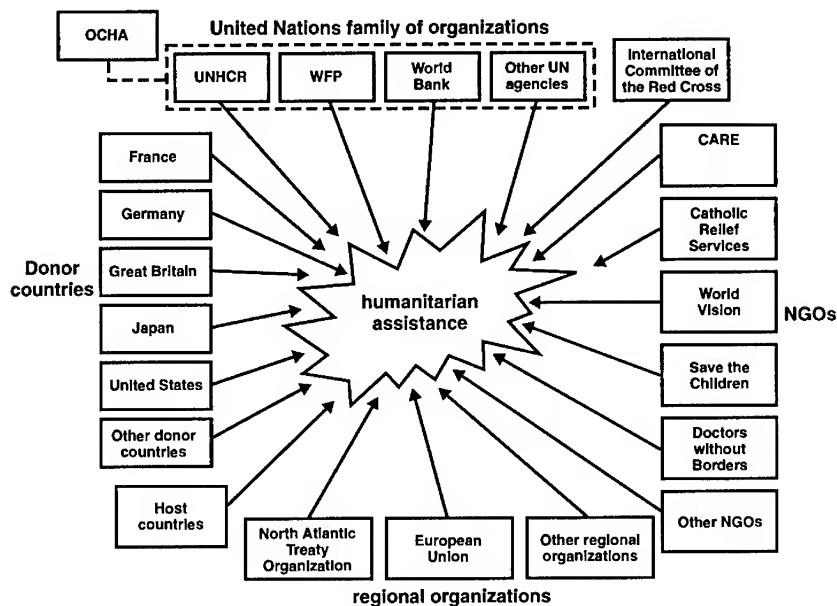 United Nations family of organizations
OCHA
UNHCR
WFP
World
Bank
Other UN
agencies
International
Committee of
the Red Cross
Donor
countries
France
Germany
Great Britain
Japan
United States
Other donor
countries
Host
countries
humanitarian
assistance
CARE
Catholic
Relief
Services
World
Vision
NGOs
Save the
Children
Doctors
without
Borders
Other NGOs
North Atlantic
Treaty
Organization
European
Union
Other regional
organizations
regional organizations